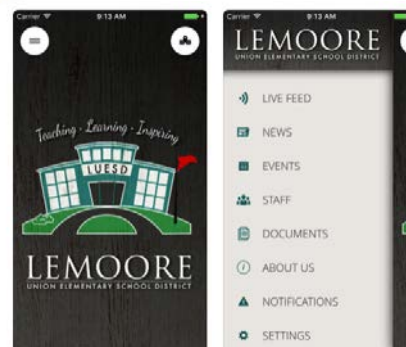 Carrier 9:13 AM
Teaching · Learning · Inspiring
LUESD
LEMOORE
UNION ELEMENTARY SCHOOL DISTRICT
Carrier 9:13 AM
LEMOORE
UNION ELEMENTARY SCHOOL DISTRICT
LIVE FEED
NEWS
EVENTS
STAFF
DOCUMENTS
ABOUT US
NOTIFICATIONS
SETTINGS